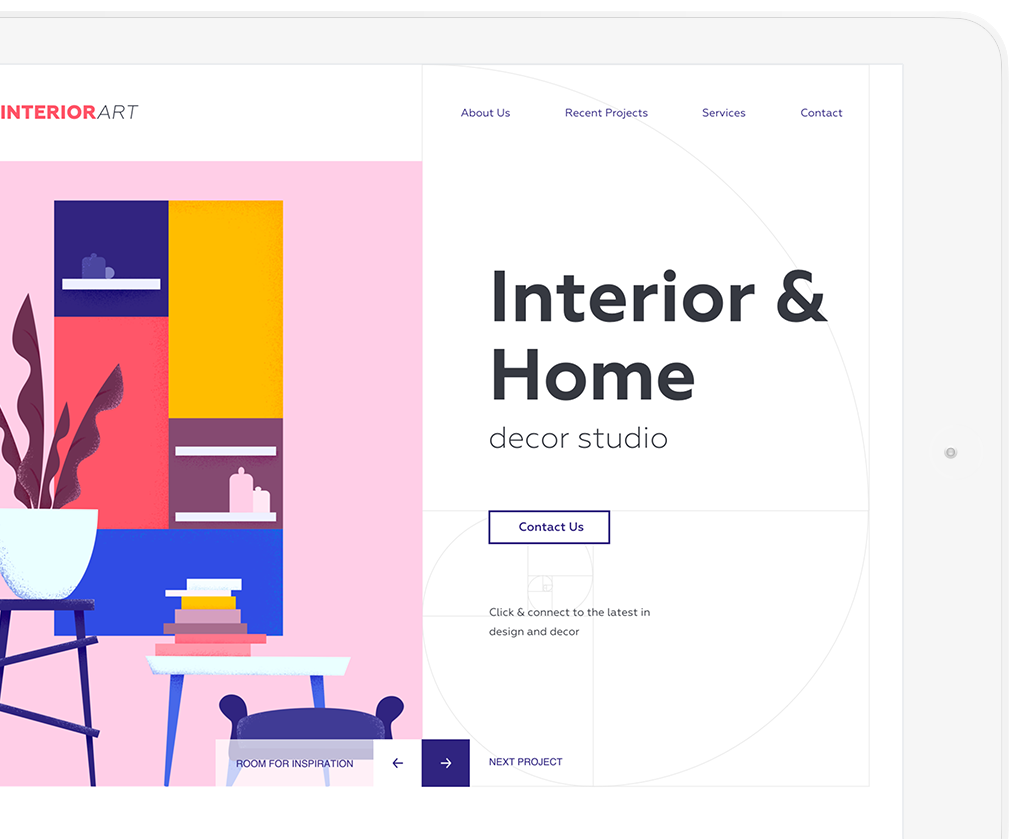 INTERIORART
About Us Recent Projects Services Contact
Interior &
Home
decor studio
Contact Us
Click & connect to the latest in
design and decor
ROOM FOR INSPIRATION
NEXT PROJECT